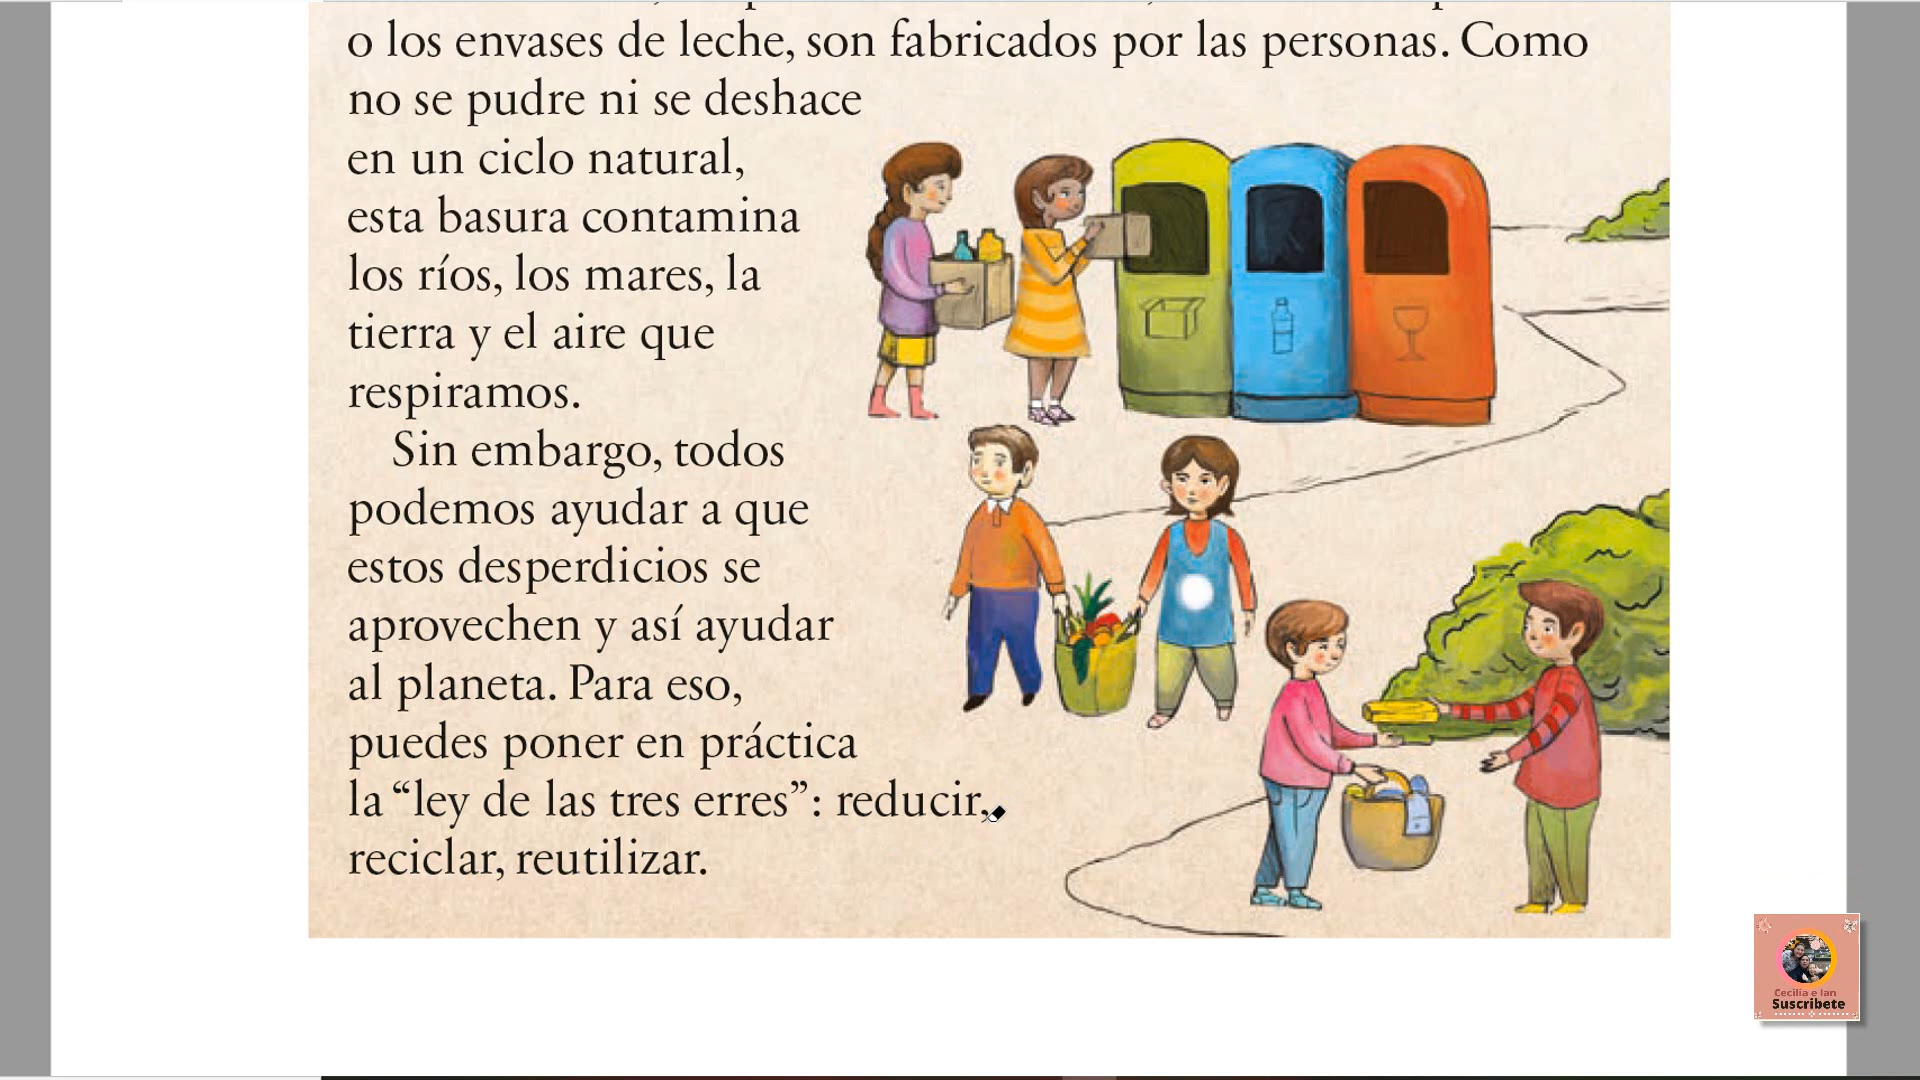 o los envases de leche, son fabricados por las personas. Como
no se pudre ni se deshace
en un ciclo natural,
esta basura contamina
los ríos, los mares, la
tierra y el aire que
respiramos.
Sin embargo, todos
podemos ayudar a que
estos desperdicios se
aprovechen y así ayudar
al planeta. Para eso,
puedes poner en práctica
la “ley de las tres erres”: reducir,
reciclar, reutilizar.
Cecilia e Ian
Suscribete